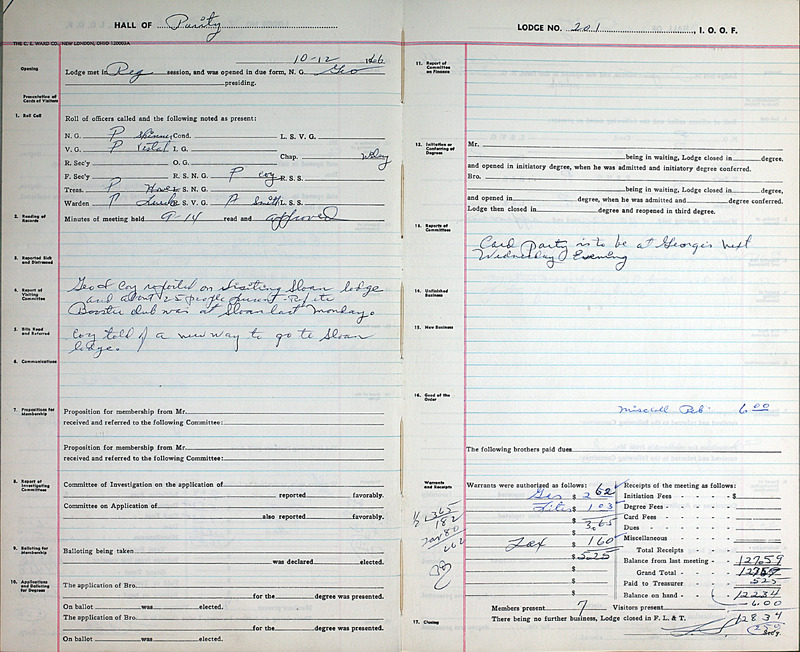 HALL OF Purity
THE C. E. WARD CO., NEW LONDON, OHIO 120003A
10-12 1966
Opening
Lodge met in Reg session, and was opened in due form, N. G. Geo
presiding.
Presentation of Cards of Visitors
1. Roll Call
Roll of officers called and the following noted as present:
N. G. P Cond. L. S. V. G.
V. G. P Vestal I. G.
Chap.
R. Sec'y O. G.
F. Sec'y P R. S. N. G. P Coy R. S. S.
Treas. P L. S. N. G.
Warden P R. S. V. G. P Smith L. S. S.
2. Reading of Records
Minutes of meeting held 9-14 read and approved
3. Reported Sick and Distressed
4. Report of Visiting Committee
Geo & Coy reported on visiting Sloan lodge
and about 25 people present.
Booster club was at Sloan last Monday.
5. Bills Read and Referred
Coy told of a new way to go to Sloan
lodge.
6. Communications
7. Propositions for Membership
Proposition for membership from Mr.
received and referred to the following Committee:
Proposition for membership from Mr.
received and referred to the following Committee:
8. Report of Investigating Committees
Committee of Investigation on the application of
reported favorably.
Committee on Application of
also reported favorably.
9. Balloting for Membership
Balloting being taken
was declared elected.
10. Applications and Balloting for Degrees
The application of Bro.
for the degree was presented.
On ballot was elected.
The application of Bro.
for the degree was presented.
On ballot was elected.
LODGE NO. 201, I. O. O. F.
11. Report of Committee on Finance
12. Initiation or Conferring of Degrees
Mr.
being in waiting, Lodge closed in degree,
and opened in initiatory degree, when he was admitted and initiatory degree conferred.
Bro.
being in waiting, Lodge closed in degree,
and opened in degree, when he was admitted and degree conferred.
Lodge then closed in degree and reopened in third degree.
13. Reports of Committees
Card Party is to be at George's next
Wednesday Evening
14. Unfinished Business
15. New Business
16. Good of the Order
6.00
The following brothers paid dues
Warrants and Receipts
Warrants were authorized as follows: Receipts of the meeting as follows:
Gas $ 2 62 Initiation Fees - $
Lites $ 1 03 Degree Fees
$ 3.65 Card Fees
$ Dues
Tax $ 1 60 Miscellaneous
$ 5.25 Total Receipts
Balance from last meeting - 127.59
Grand Total 127.59
Paid to Treasurer 5.25
Balance on hand 122 34
6.00
Members present 7 Visitors present
17. Closing
There being no further business, Lodge closed in F., L. & T. 128 34
Sec'y.
365
182